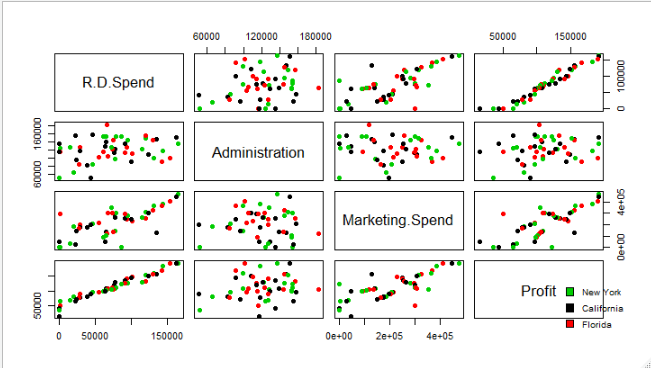 60000 120000 180000 50000 150000
R.D.Spend
0 100000
60000 160000
Administration
Marketing.Spend
0e+00 4e+05
50000
Profit
New York
California
Florida
0 50000 150000 0e+00 2e+05 4e+05